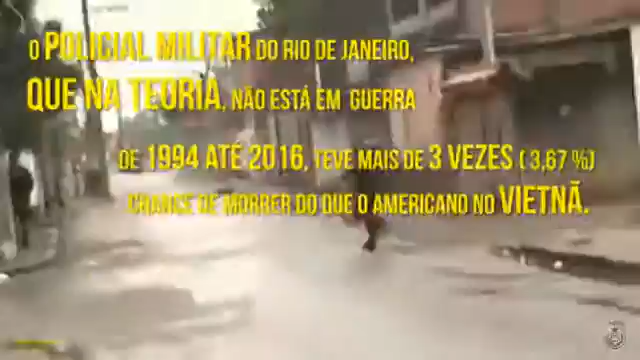 O POLICIAL MILITAR DO RIO DE JANEIRO,
QUE NA TEORIA, NÃO ESTÁ EM GUERRA
DE 1994 ATÉ 2016, TEVE MAIS DE 3 VEZES ( 3,67 %)
CHANCE DE MORRER DO QUE O AMERICANO NO VIETNÃ.